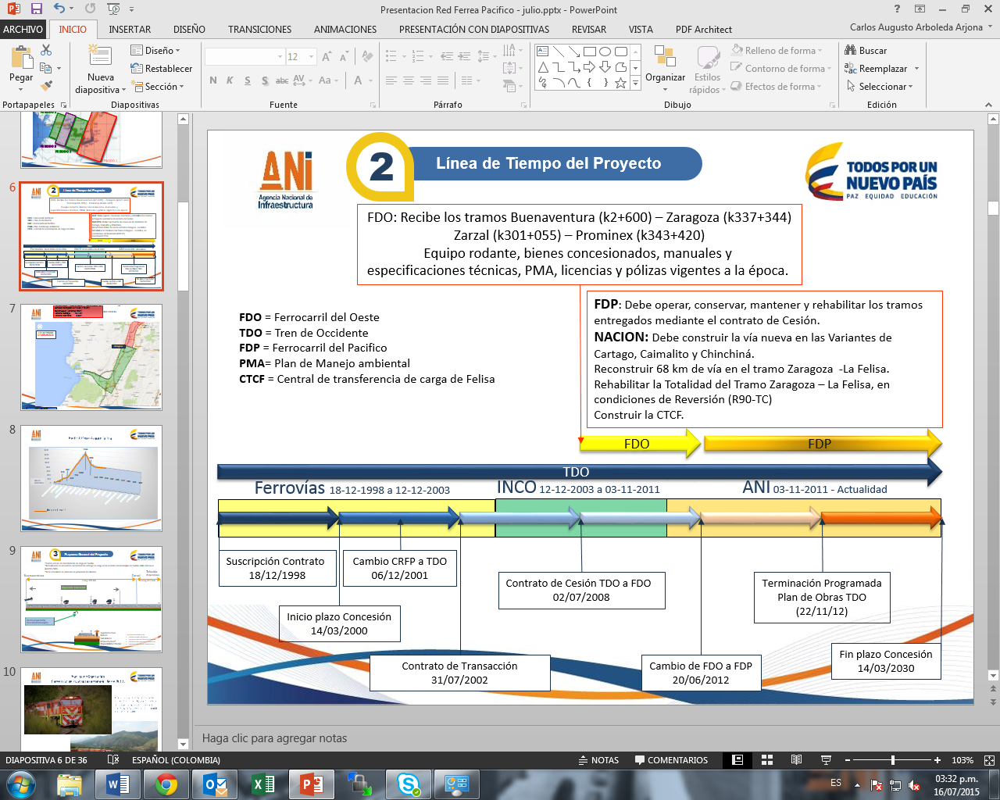 Presentacion Red Ferrea Pacifico - julio.pptx - PowerPoint
ARCHIVO INICIO INSERTAR DISEÑO TRANSICIONES ANIMACIONES PRESENTACIÓN CON DIAPOSITIVAS REVISAR VISTA PDF Architect Carlos Augusto Arboleda Arjona
Pegar
Portapapeles
Nueva diapositiva
Diseño
Restablecer
Sección
Diapositivas
12
N K S S abc AV Aa A
Fuente
Párrafo
Organizar
Estilos rápidos
Relleno de forma
Contorno de forma
Efectos de forma
Dibujo
Buscar
Reemplazar
Seleccionar
Edición
6
7
8
9
10
ANI
Agencia Nacional de
Infraestructura
2
Línea de Tiempo del Proyecto
TODOS POR UN
NUEVO PAÍS
PAZ EQUIDAD EDUCACIÓN
FDO: Recibe los tramos Buenaventura (k2+600) – Zaragoza (k337+344)
Zarzal (k301+055) – Prominex (k343+420)
Equipo rodante, bienes concesionados, manuales y
especificaciones técnicas, PMA, licencias y pólizas vigentes a la época.
FDO = Ferrocarril del Oeste
TDO = Tren de Occidente
FDP = Ferrocarril del Pacifico
PMA= Plan de Manejo ambiental
CTCF = Central de transferencia de carga de Felisa
FDP: Debe operar, conservar, mantener y rehabilitar los tramos
entregados mediante el contrato de Cesión.
NACION: Debe construir la vía nueva en las Variantes de
Cartago, Caimalito y Chinchiná.
Reconstruir 68 km de vía en el tramo Zaragoza -La Felisa.
Rehabilitar la Totalidad del Tramo Zaragoza – La Felisa, en
condiciones de Reversión (R90-TC)
Construir la CTCF.
FDO
FDP
TDO
Ferrovías 18-12-1998 a 12-12-2003
INCO 12-12-2003 a 03-11-2011
ANI 03-11-2011 - Actualidad
Suscripción Contrato
18/12/1998
Cambio RFP a TDO
06/12/2001
Contrato de Cesión TDO a FDO
02/07/2008
Terminación Programada
Plan de Obras TDO
(22/11/12)
Inicio plazo Concesión
14/03/2000
Contrato de Transacción
31/07/2002
Cambio de FDO a FDP
20/06/2012
Fin plazo Concesión
14/03/2030
Haga clic para agregar notas
DIAPOSITIVA 6 DE 36
ESPAÑOL (COLOMBIA)
NOTAS
COMENTARIOS
103%
ES
03:32 p.m.
16/07/2015